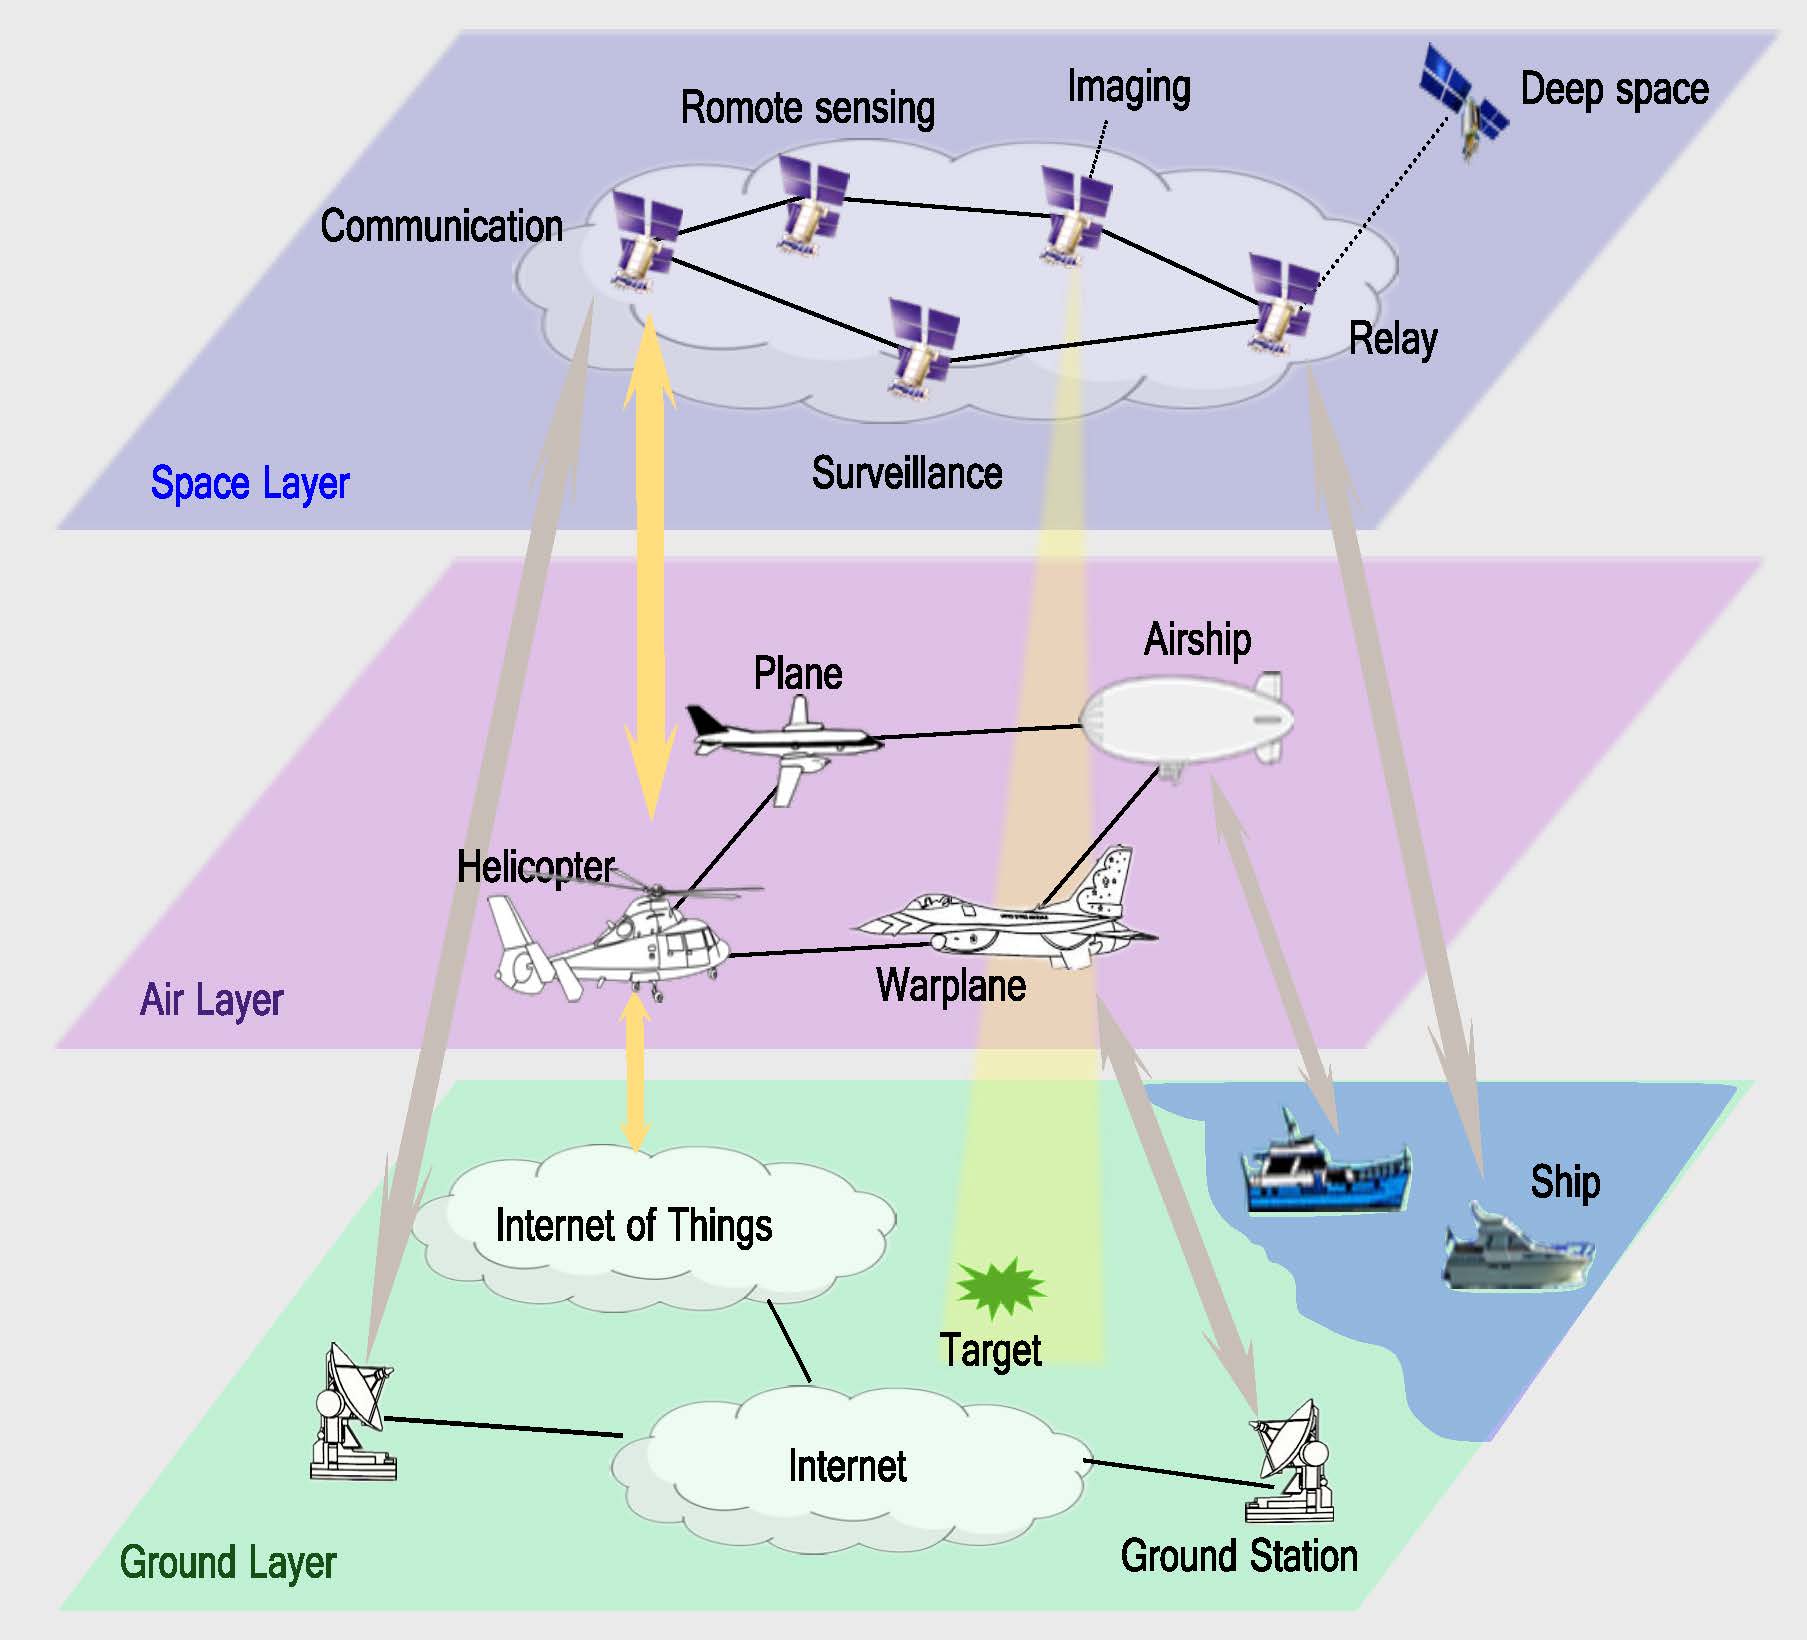 Imaging
Deep space
Romote sensing
Communication
Relay
Surveillance
Space Layer
Airship
Plane
Helicopter
Warplane
Air Layer
Ship
Internet of Things
Target
Internet
Ground Station
Ground Layer